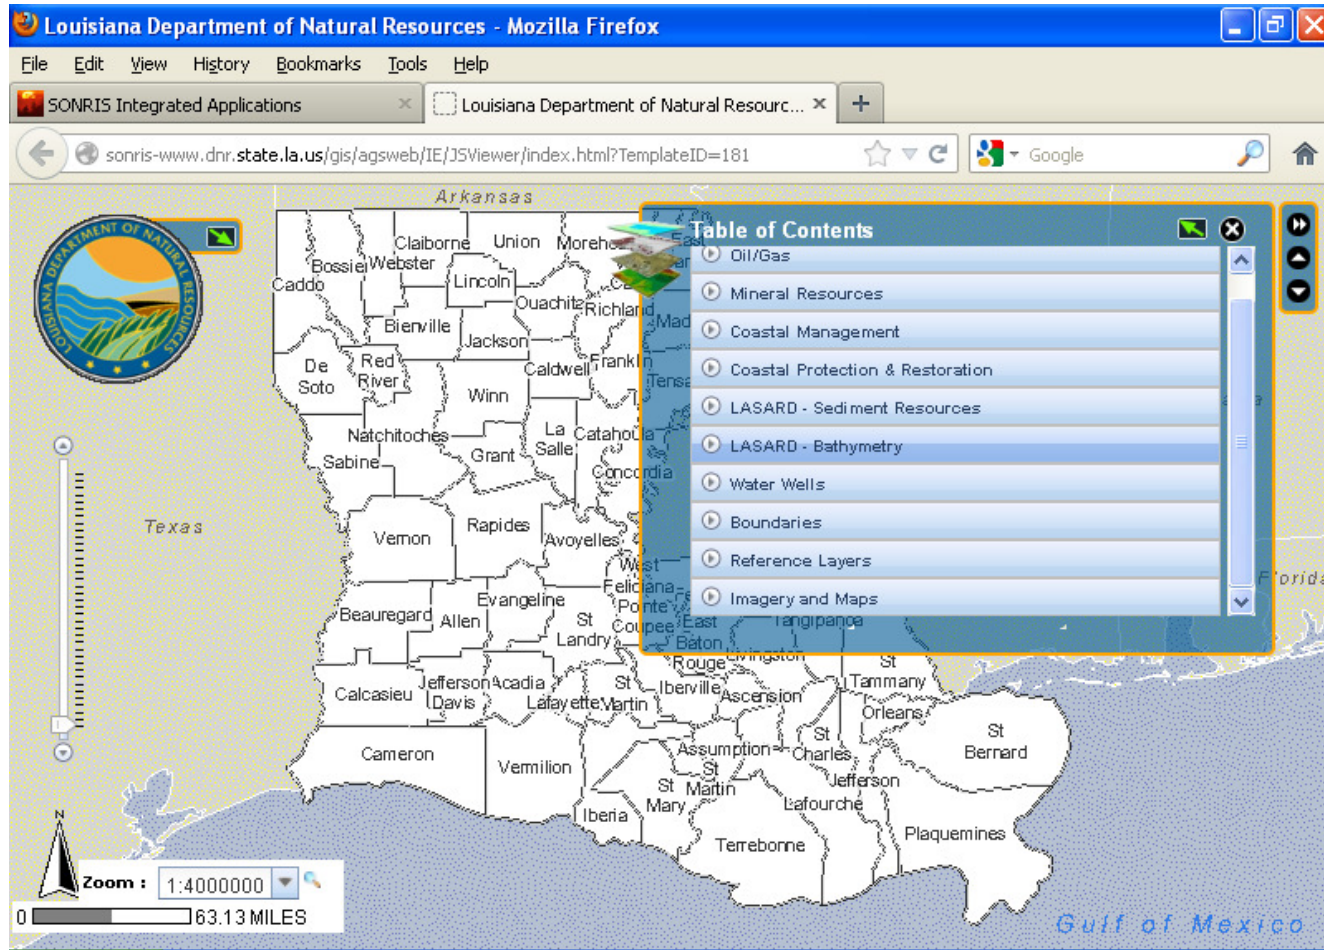 Louisiana Department of Natural Resources - Mozilla Firefox
File Edit View History Bookmarks Tools Help
SONRIS Integrated Applications
Louisiana Department of Natural Resourc...
sonris-www.dnr.state.la.us/gis/agsweb/IE/JSViewer/index.html?TemplateID=181
Google
LOUISIANA DEPARTMENT OF NATURAL RESOURCES
Table of Contents
Oil/Gas
Mineral Resources
Coastal Management
Coastal Protection & Restoration
LASARD - Sediment Resources
LASARD - Bathymetry
Water Wells
Boundaries
Reference Layers
Imagery and Maps
Arkansas
Texas
Florida
Gulf of Mexico
Claiborne
Union
Bossier
Webster
Caddo
Lincoln
Ouachita
Richland
Bienville
Jackson
De Soto
Red River
Caldwell
Franklin
Winn
Natchitoches
La Salle
Catahoula
Sabine
Grant
Concordia
Vernon
Rapides
Avoyelles
West Feliciana
Pointe Coupee
East Baton Rouge
Evangeline
Beauregard
Allen
St Landry
Tangipahoa
Livingston
St Tammany
Calcasieu
Jefferson Davis
Acadia
Lafayette
St Martin
Iberville
Ascension
Orleans
St Bernard
Cameron
Vermilion
Assumption
St Charles
St Martin
St Mary
Iberia
Jefferson
Lafourche
Terrebonne
Plaquemines
N
Zoom : 1:4000000
0 63.13 MILES